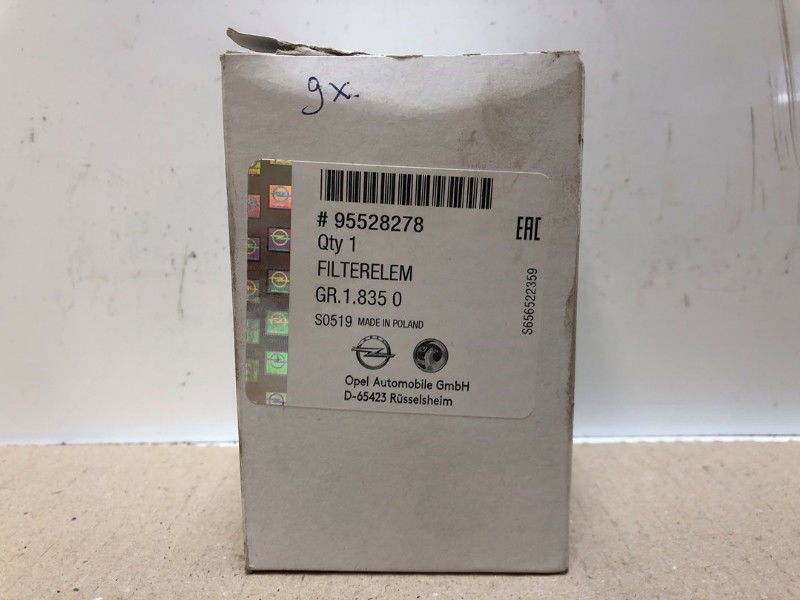 9x.
# 95528278
Qty 1
EAC
FILTERELEM
GR.1.835 0
S0519 MADE IN POLAND
S656522359
Opel Automobile GmbH
D-65423 Rüsselsheim